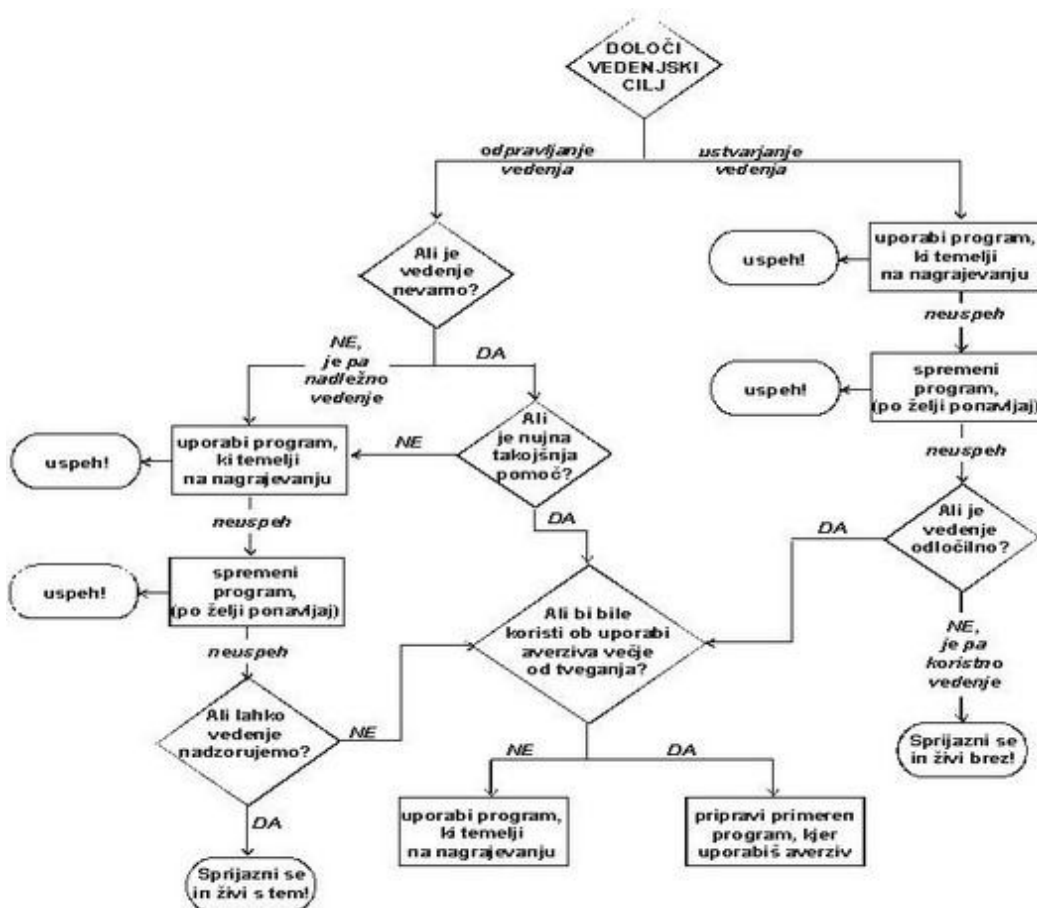 DOLOČI
VEDENJSKI
CILJ
odpravljanje
vedenja
ustvarjanje
vedenja
Ali je
vedenje
nevarno?
uspeh!
uporabi program,
ki temelji
na nagrajevanju
neuspeh
NE,
je pa
nadležno
vedenje
DA
uspeh!
spremeni
program,
(po želji ponavljaj)
neuspeh
uspeh!
uporabi program,
ki temelji
na nagrajevanju
NE
Ali
je nujna
takojšnja
pomoč?
neuspeh
DA
DA
Ali je
vedenje
odločilno?
uspeh!
spremeni
program,
(po želji ponavljaj)
neuspeh
Ali bi bile
koristi ob uporabi
averziva večje
od tveganja?
NE,
je pa
koristno
vedenje
Ali lahko
vedenje
nadzorujemo?
NE
NE
DA
Sprijazni se
in živi brez!
DA
uporabi program,
ki temelji
na nagrajevanju
pripravi primeren
program, kjer
uporabiš averziv
Sprijazni se
in živi s tem!